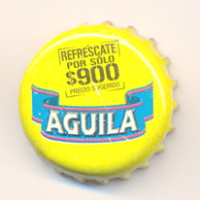 REFRESCATE
POR SÓLO
$900
PRECIO SUGERIDO
AGUILA